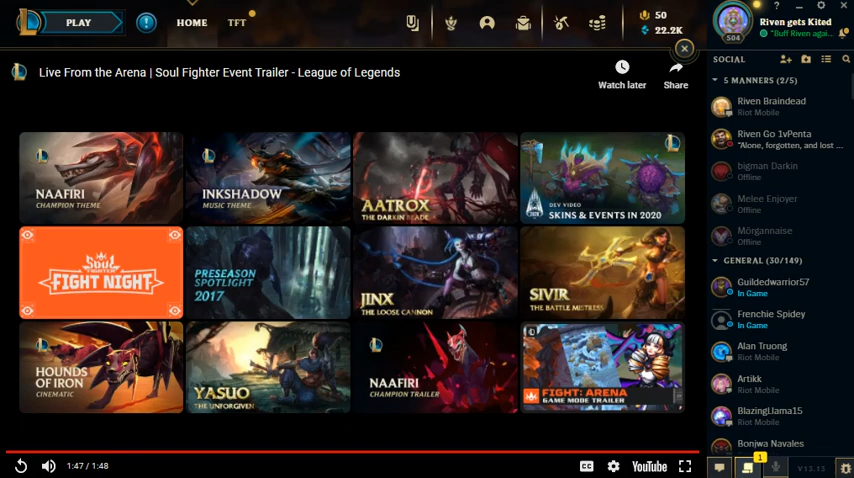 PLAY
HOME
TFT
50
22.2K
504
Riven gets Kited
"Buff Riven agai...
Live From the Arena | Soul Fighter Event Trailer - League of Legends
Watch later
Share
SOCIAL
5 MANNERS (2/5)
Riven Braindead
Riot Mobile
Riven Go 1vPenta
"Alone, forgotten, and lost ...
bigman Darkin
Offline
Melee Enjoyer
Offline
Mörgannaise
Offline
GENERAL (30/149)
Guildedwarrior57
In Game
Frenchie Spidey
In Game
Alan Truong
Riot Mobile
Artikk
Riot Mobile
BlazingLlama15
Riot Mobile
Bonjwa Navales
NAAFIRI
CHAMPION THEME
INKSHADOW
MUSIC THEME
AATROX
THE DARKIN BLADE
DEV VIDEO
SKINS & EVENTS IN 2020
SOUL
FIGHTER
FIGHT NIGHT
PRESEASON
SPOTLIGHT
2017
JINX
THE LOOSE CANNON
SIVIR
THE BATTLE MISTRESS
HOUNDS
OF IRON
CINEMATIC
YASUO
THE UNFORGIVEN
NAAFIRI
CHAMPION TRAILER
FIGHT: ARENA
GAME MODE TRAILER
1:47 / 1:48
CC
YouTube
1
V13.13